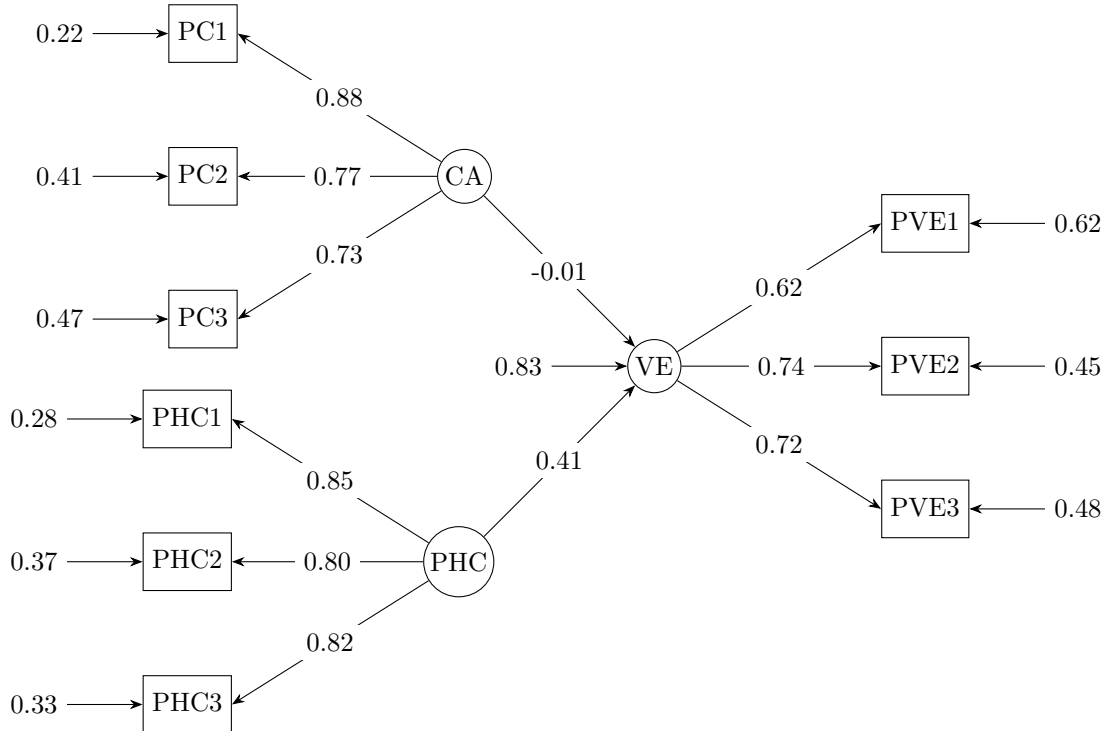 0.22 PC1
0.88
0.41 PC2 0.77 CA
0.73
0.47 PC3
-0.01
PVE1 0.62
0.62
0.83 VE 0.74 PVE2 0.45
0.72
PVE3 0.48
0.28 PHC1
0.85
0.41
0.37 PHC2 0.80 PHC
0.82
0.33 PHC3